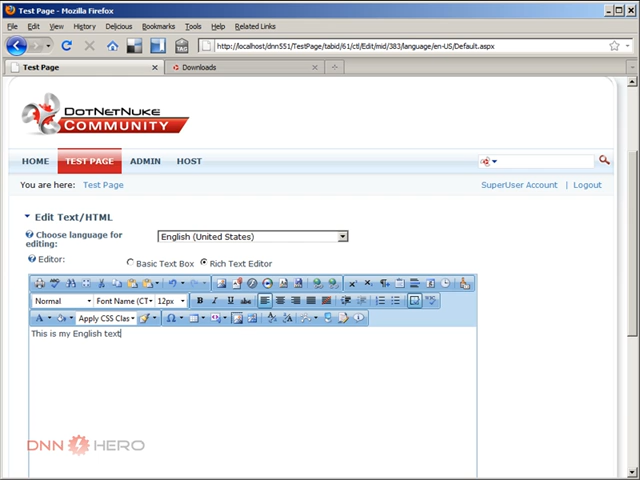 Test Page - Mozilla Firefox
File Edit View History Delicious Bookmarks Tools Help Related Links
http://localhost/dnn551/TestPage/tabid/61/ctl/Edit/mid/383/language/en-US/Default.aspx
TAG
Test Page Downloads
DOTNETNUKE
COMMUNITY
HOME TEST PAGE ADMIN HOST
You are here: Test Page SuperUser Account | Logout
Edit Text/HTML
Choose language for editing: English (United States)
Editor: Basic Text Box Rich Text Editor
Normal Font Name (CT 12px B I U abc
Apply CSS Clas
This is my English text
DNN HERO